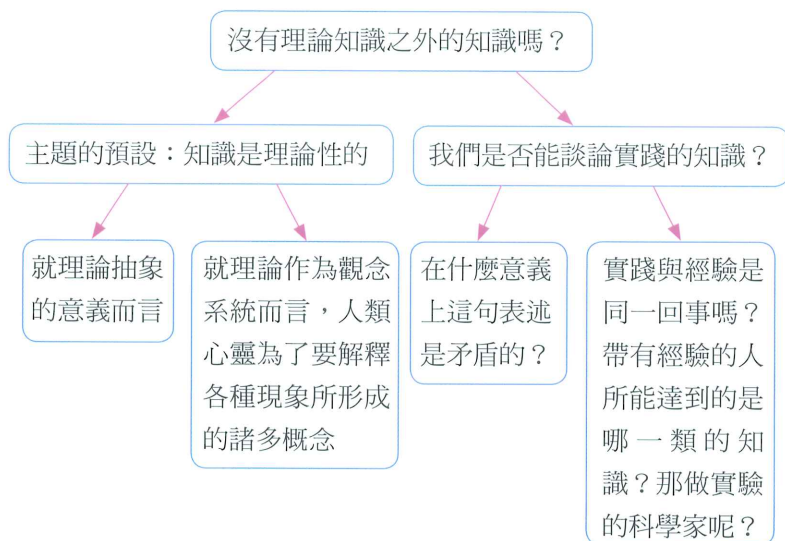 沒有理論知識之外的知識嗎？
主題的預設：知識是理論性的
我們是否能談論實踐的知識？
就理論抽象
的意義而言
就理論作為觀念
系統而言，人類
心靈為了要解釋
各種現象所形成
的諸多概念
在什麼意義
上這句表述
是矛盾的？
實踐與經驗是
同一回事嗎？
帶有經驗的人
所能達到的是
哪一類的知
識？那做實驗
的科學家呢？